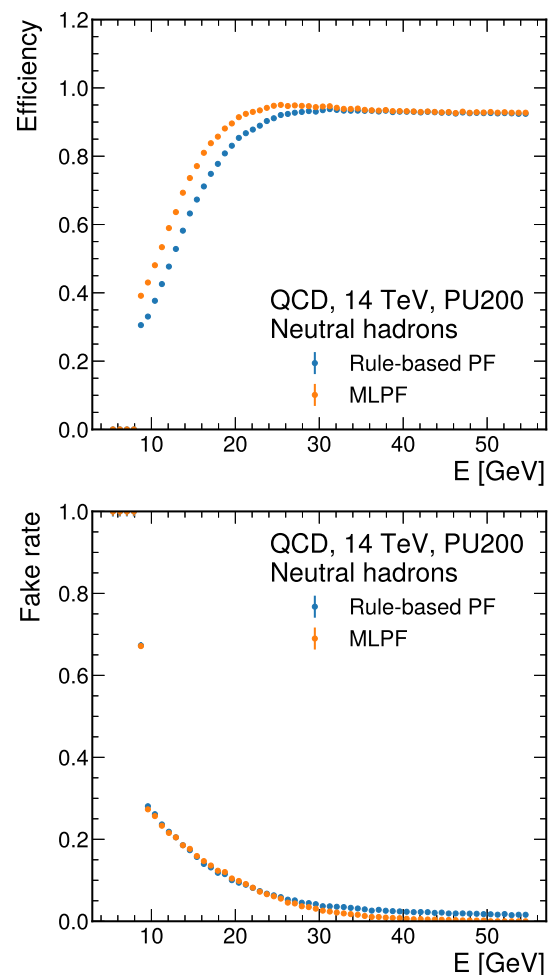 Efficiency
1.2
1.0
0.8
0.6
0.4
0.2
0.0
QCD, 14 TeV, PU200
Neutral hadrons
Rule-based PF
MLPF
10 20 30 40 50
E [GeV]
Fake rate
1.0
0.8
0.6
0.4
0.2
0.0
QCD, 14 TeV, PU200
Neutral hadrons
Rule-based PF
MLPF
10 20 30 40 50
E [GeV]